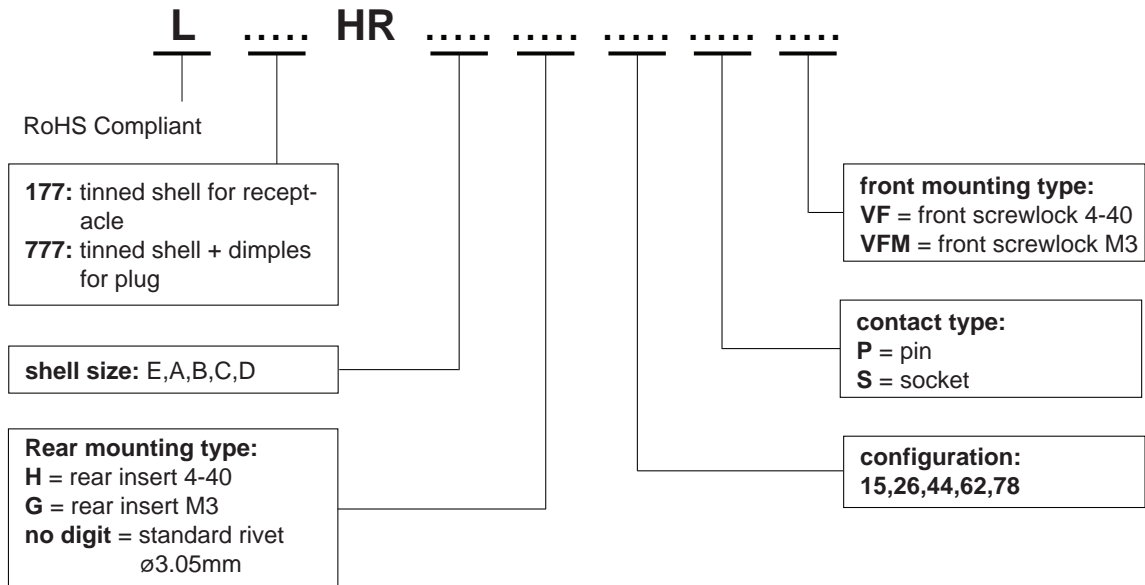 L ..... HR ..... ..... ..... ..... .....
RoHS Compliant
177: tinned shell for recept-
acle
777: tinned shell + dimples
for plug
shell size: E,A,B,C,D
Rear mounting type:
H = rear insert 4-40
G = rear insert M3
no digit = standard rivet
ø3.05mm
front mounting type:
VF = front screwlock 4-40
VFM = front screwlock M3
contact type:
P = pin
S = socket
configuration:
15,26,44,62,78